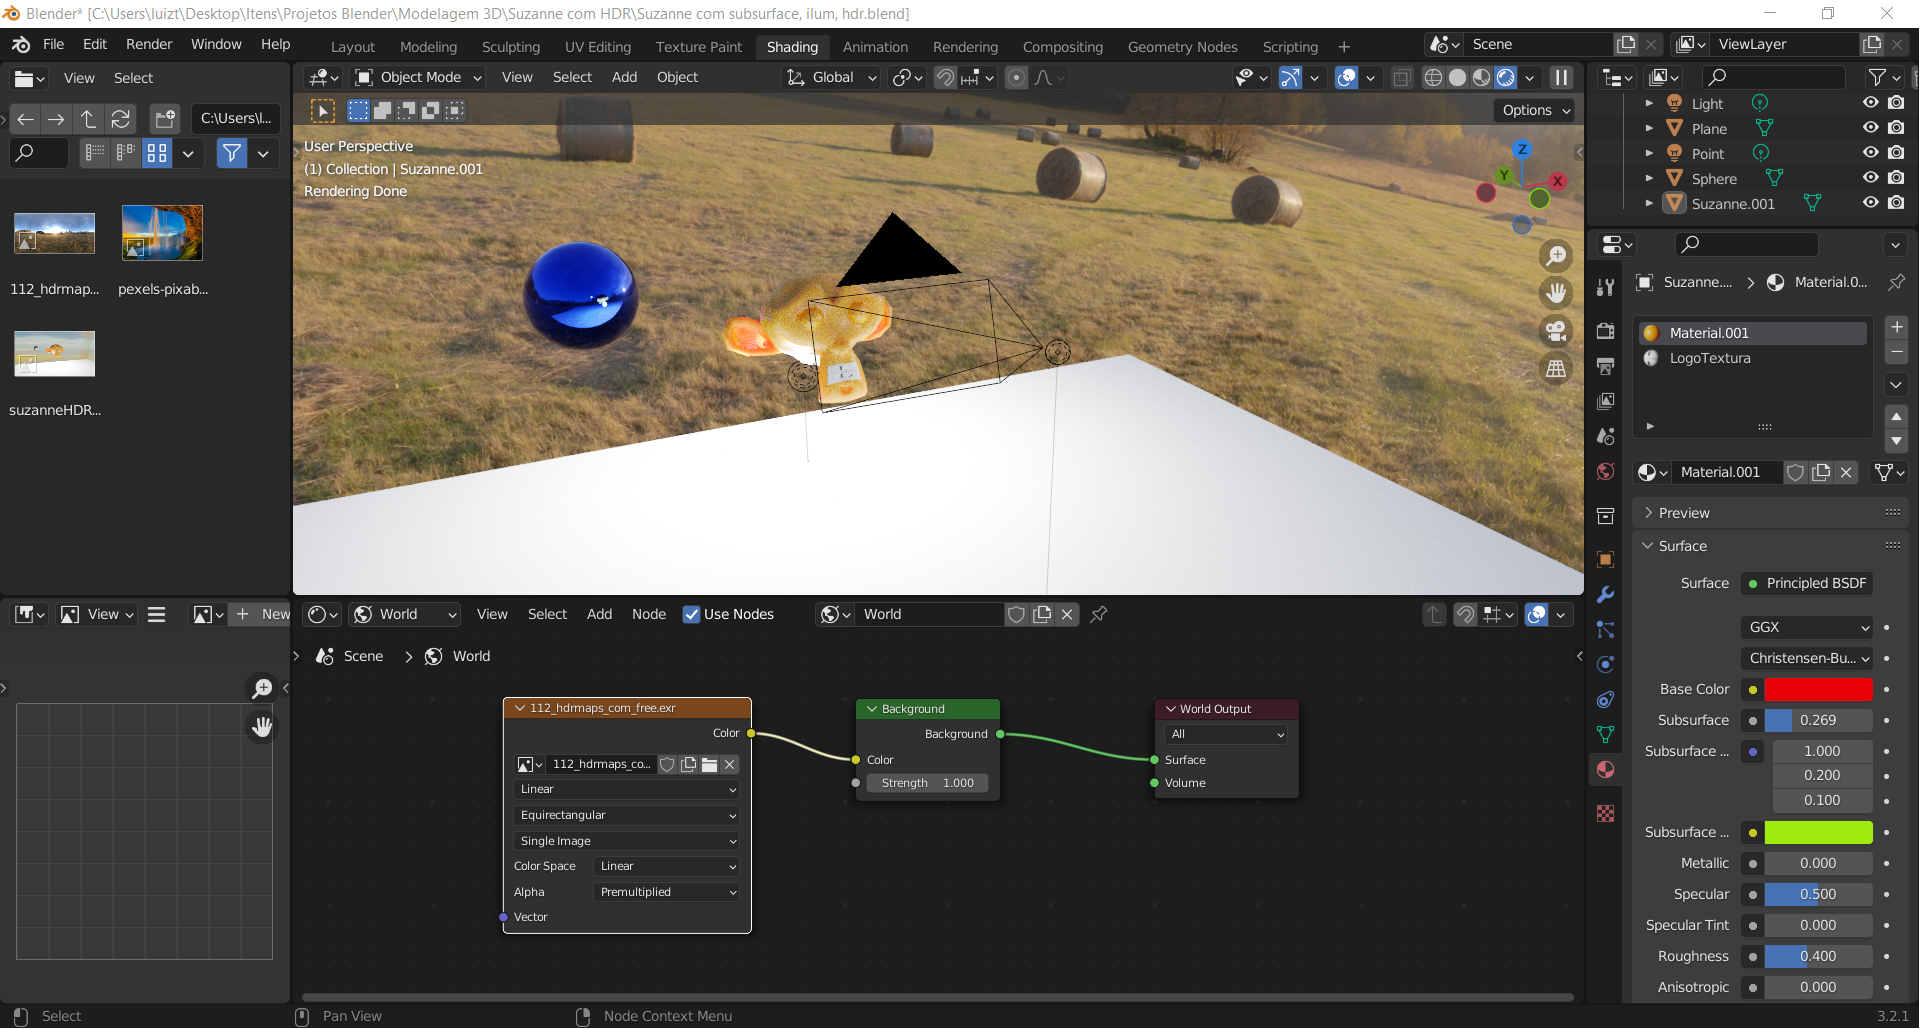 Blender* [C:\Users\luizt\Desktop\Itens\Projetos Blender\Modelagem 3D\Suzanne com HDR\Suzanne com subsurface, ilum, hdr.blend]
File Edit Render Window Help Layout Modeling Sculpting UV Editing Texture Paint Shading Animation Rendering Compositing Geometry Nodes Scripting + Scene ViewLayer
View Select Object Mode View Select Add Object Global
C:\Users\l... Options
User Perspective
(1) Collection | Suzanne.001
Rendering Done
Z
Y X
Light
Plane
Point
Sphere
Suzanne.001
112_hdrmap... pexels-pixab...
suzanneHDR...
Suzanne.... Material.0...
Material.001
LogoTextura
Material.001
Preview
Surface
Surface Principled BSDF
GGX
Christensen-Bu...
Base Color
Subsurface 0.269
Subsurface ... 1.000
0.200
0.100
Subsurface ...
Metallic 0.000
Specular 0.500
Specular Tint 0.000
Roughness 0.400
Anisotropic 0.000
View New World View Select Add Node Use Nodes World
Scene World
112_hdrmaps_com_free.exr
Color
112_hdrmaps_co...
Linear
Equirectangular
Single Image
Color Space Linear
Alpha Premultiplied
Vector
Background
Background
Color
Strength 1.000
World Output
All
Surface
Volume
Select Pan View Node Context Menu 3.2.1